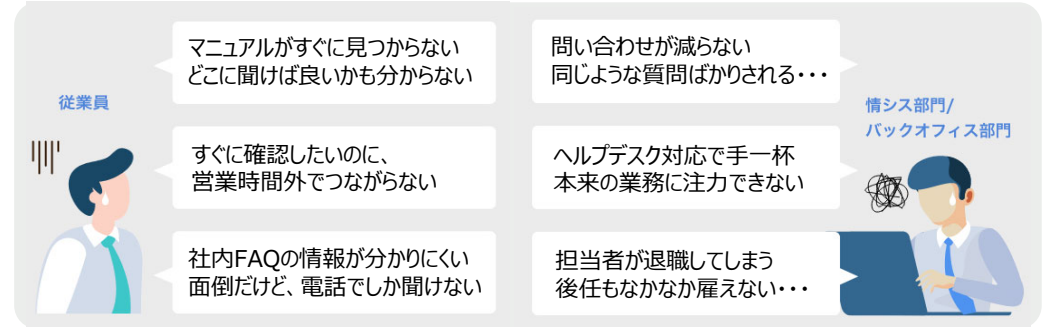 従業員
マニュアルがすぐに見つからない
どこに聞けば良いかも分からない
すぐに確認したいのに、
営業時間外でつながらない
社内FAQの情報が分かりにくい
面倒だけど、電話でしか聞けない
問い合わせが減らない
同じような質問ばかりされる・・・
ヘルプデスク対応で手一杯
本来の業務に注力できない
担当者が退職してしまう
後任もなかなか雇えない・・・
情シス部門/
バックオフィス部門